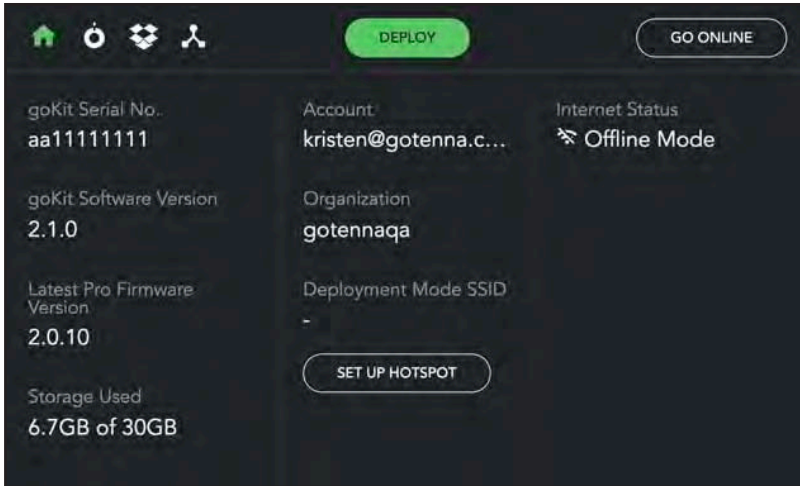 DEPLOY
GO ONLINE
goKit Serial No.
aa11111111
goKit Software Version
2.1.0
Latest Pro Firmware
Version
2.0.10
Storage Used
6.7GB of 30GB
Account
kristen@gotenna.c...
Organization
gotennaqa
Deployment Mode SSID
-
SET UP HOTSPOT
Internet Status
Offline Mode